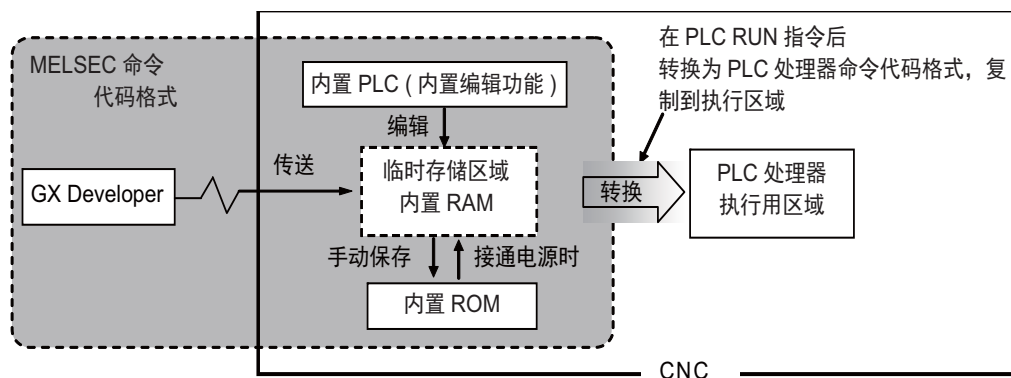 MELSEC 命令
代码格式
内置 PLC ( 内置编辑功能 )
编辑
在 PLC RUN 指令后
转换为 PLC 处理器命令代码格式，复
制到执行区域
传送
临时存储区域
内置 RAM
GX Developer
转换
PLC 处理器
执行用区域
手动保存
接通电源时
内置 ROM
CNC